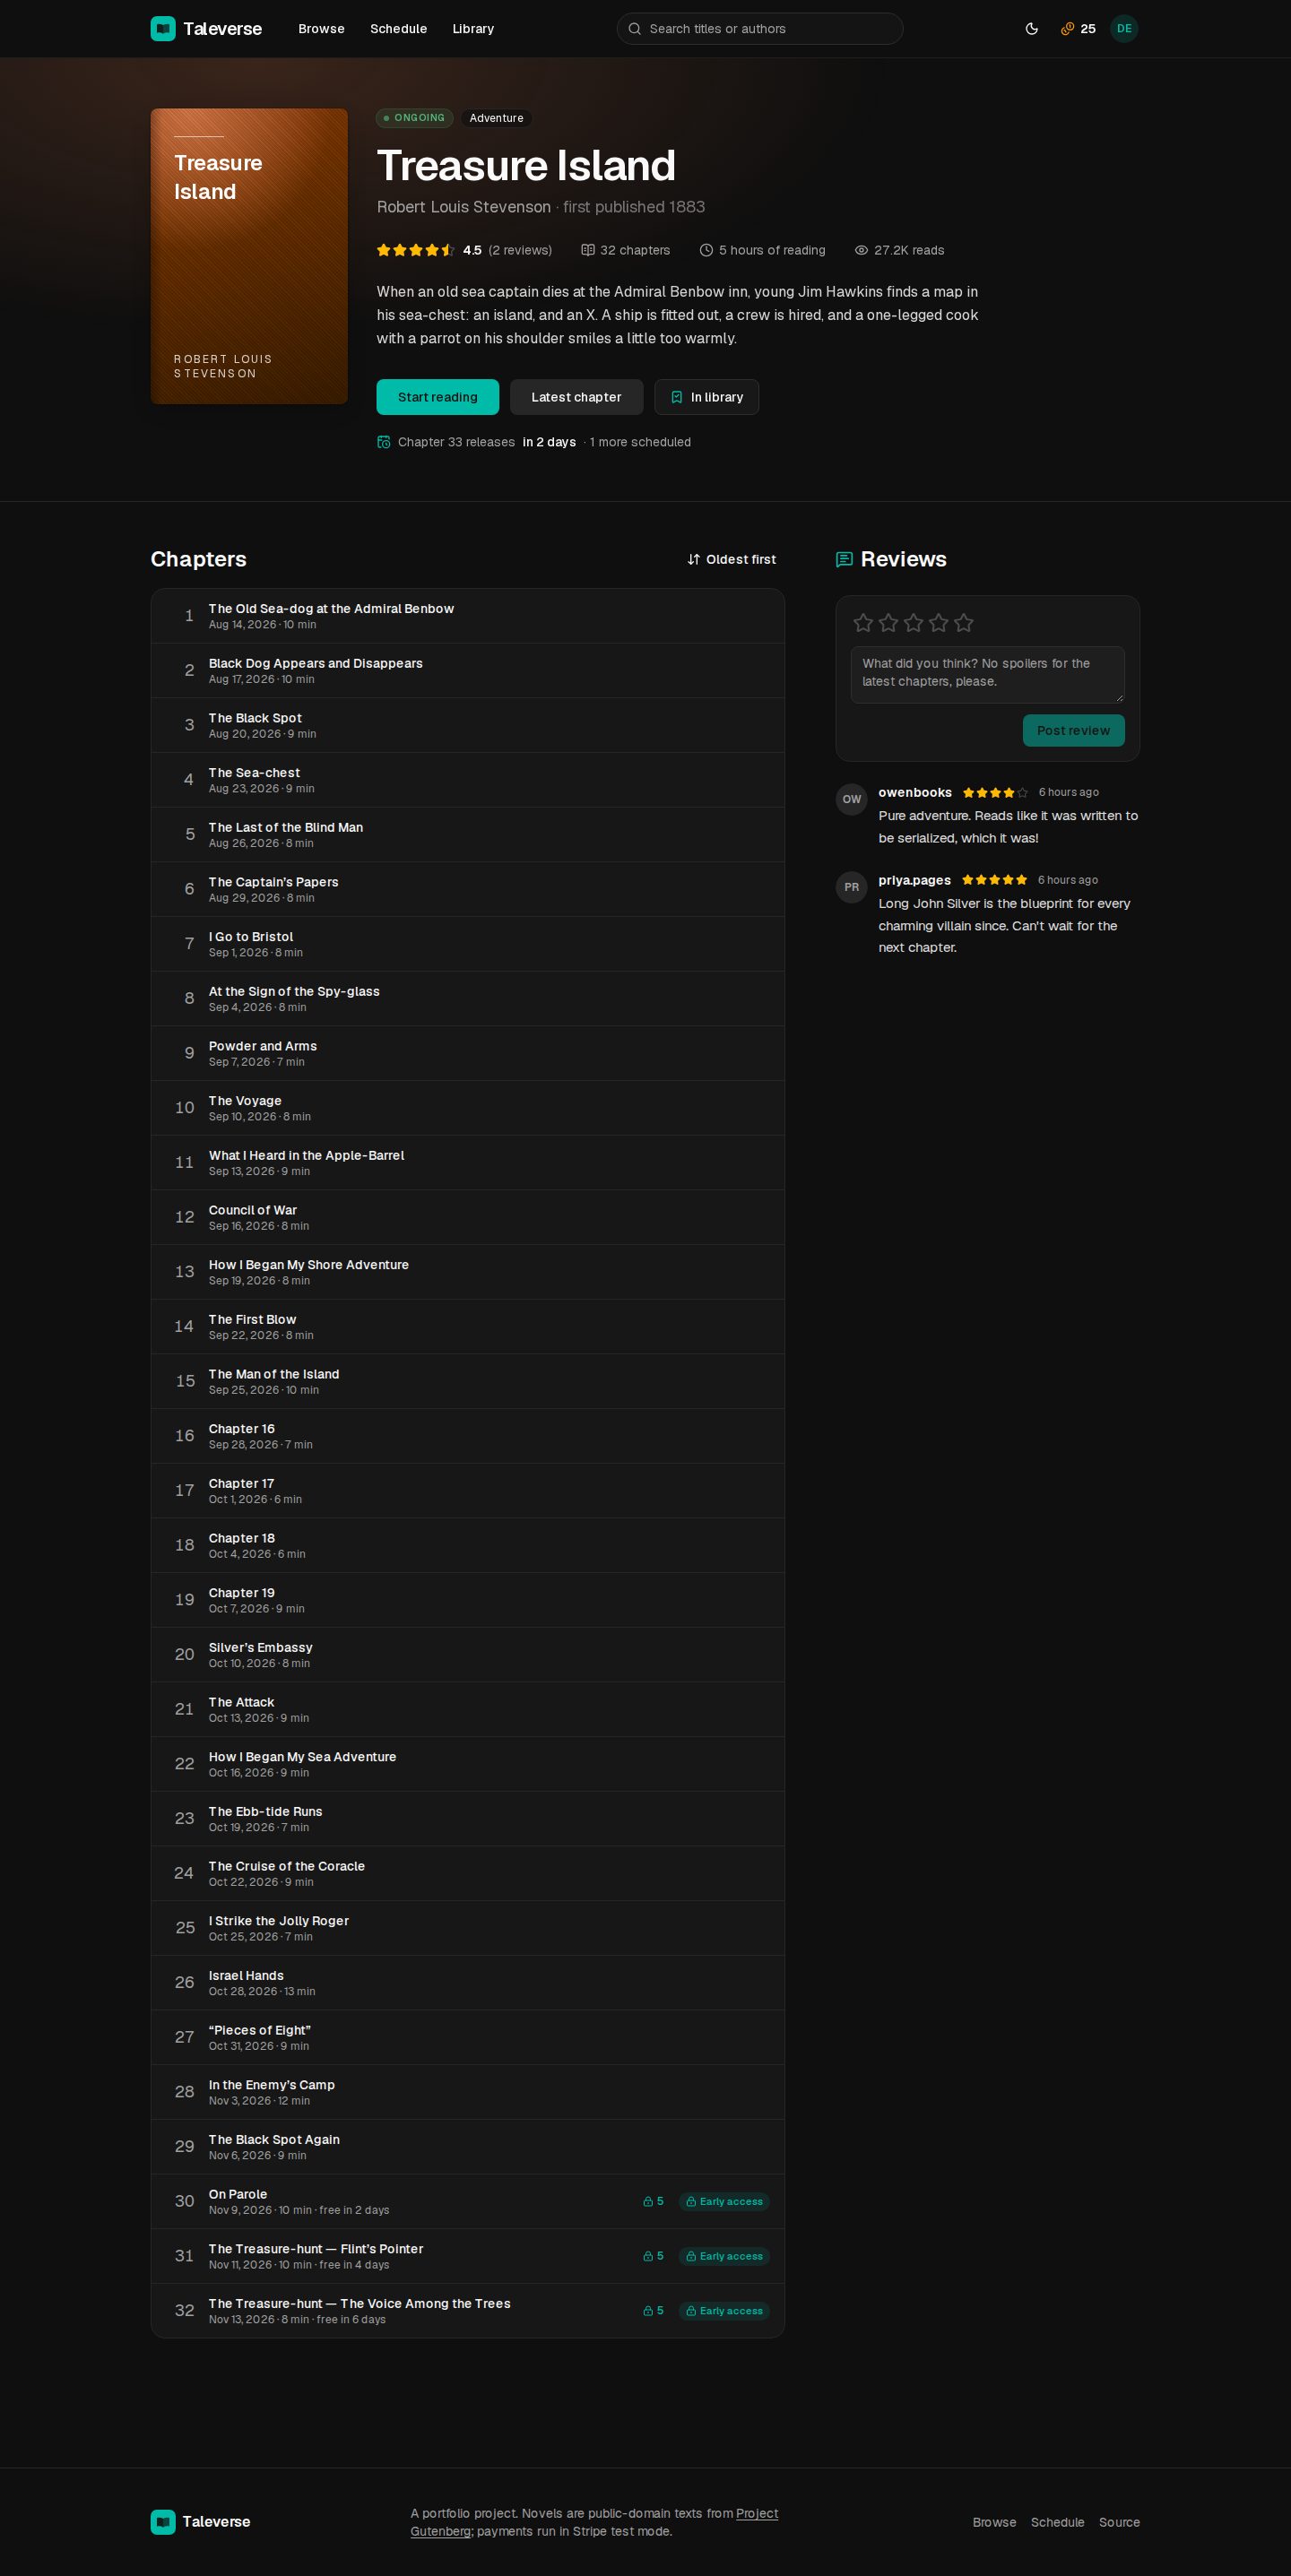 Taleverse
Browse
Schedule
Library
Search titles or authors
25
DE
Treasure
Island
ROBERT LOUIS
STEVENSON
ONGOING
Adventure
Treasure Island
Robert Louis Stevenson · first published 1883
4.5 (2 reviews)
32 chapters
5 hours of reading
27.2K reads
When an old sea captain dies at the Admiral Benbow inn, young Jim Hawkins finds a map in
his sea-chest: an island, and an X. A ship is fitted out, a crew is hired, and a one-legged cook
with a parrot on his shoulder smiles a little too warmly.
Start reading
Latest chapter
In library
Chapter 33 releases in 2 days · 1 more scheduled
Chapters
Oldest first
1
The Old Sea-dog at the Admiral Benbow
Aug 14, 2026 · 10 min
2
Black Dog Appears and Disappears
Aug 17, 2026 · 10 min
3
The Black Spot
Aug 20, 2026 · 9 min
4
The Sea-chest
Aug 23, 2026 · 9 min
5
The Last of the Blind Man
Aug 26, 2026 · 8 min
6
The Captain’s Papers
Aug 29, 2026 · 8 min
7
I Go to Bristol
Sep 1, 2026 · 8 min
8
At the Sign of the Spy-glass
Sep 4, 2026 · 8 min
9
Powder and Arms
Sep 7, 2026 · 7 min
10
The Voyage
Sep 10, 2026 · 8 min
11
What I Heard in the Apple-Barrel
Sep 13, 2026 · 9 min
12
Council of War
Sep 16, 2026 · 8 min
13
How I Began My Shore Adventure
Sep 19, 2026 · 8 min
14
The First Blow
Sep 22, 2026 · 8 min
15
The Man of the Island
Sep 25, 2026 · 10 min
16
Chapter 16
Sep 28, 2026 · 7 min
17
Chapter 17
Oct 1, 2026 · 6 min
18
Chapter 18
Oct 4, 2026 · 6 min
19
Chapter 19
Oct 7, 2026 · 9 min
20
Silver’s Embassy
Oct 10, 2026 · 8 min
21
The Attack
Oct 13, 2026 · 9 min
22
How I Began My Sea Adventure
Oct 16, 2026 · 9 min
23
The Ebb-tide Runs
Oct 19, 2026 · 7 min
24
The Cruise of the Coracle
Oct 22, 2026 · 9 min
25
I Strike the Jolly Roger
Oct 25, 2026 · 7 min
26
Israel Hands
Oct 28, 2026 · 13 min
27
“Pieces of Eight”
Oct 31, 2026 · 9 min
28
In the Enemy’s Camp
Nov 3, 2026 · 12 min
29
The Black Spot Again
Nov 6, 2026 · 9 min
30
On Parole
Nov 9, 2026 · 10 min · free in 2 days
5
Early access
31
The Treasure-hunt — Flint’s Pointer
Nov 11, 2026 · 10 min · free in 4 days
5
Early access
32
The Treasure-hunt — The Voice Among the Trees
Nov 13, 2026 · 8 min · free in 6 days
5
Early access
Reviews
What did you think? No spoilers for the
latest chapters, please.
Post review
OW
owenbooks
6 hours ago
Pure adventure. Reads like it was written to
be serialized, which it was!
PR
priya.pages
6 hours ago
Long John Silver is the blueprint for every
charming villain since. Can't wait for the
next chapter.
Taleverse
A portfolio project. Novels are public-domain texts from Project
Gutenberg; payments run in Stripe test mode.
Browse
Schedule
Source